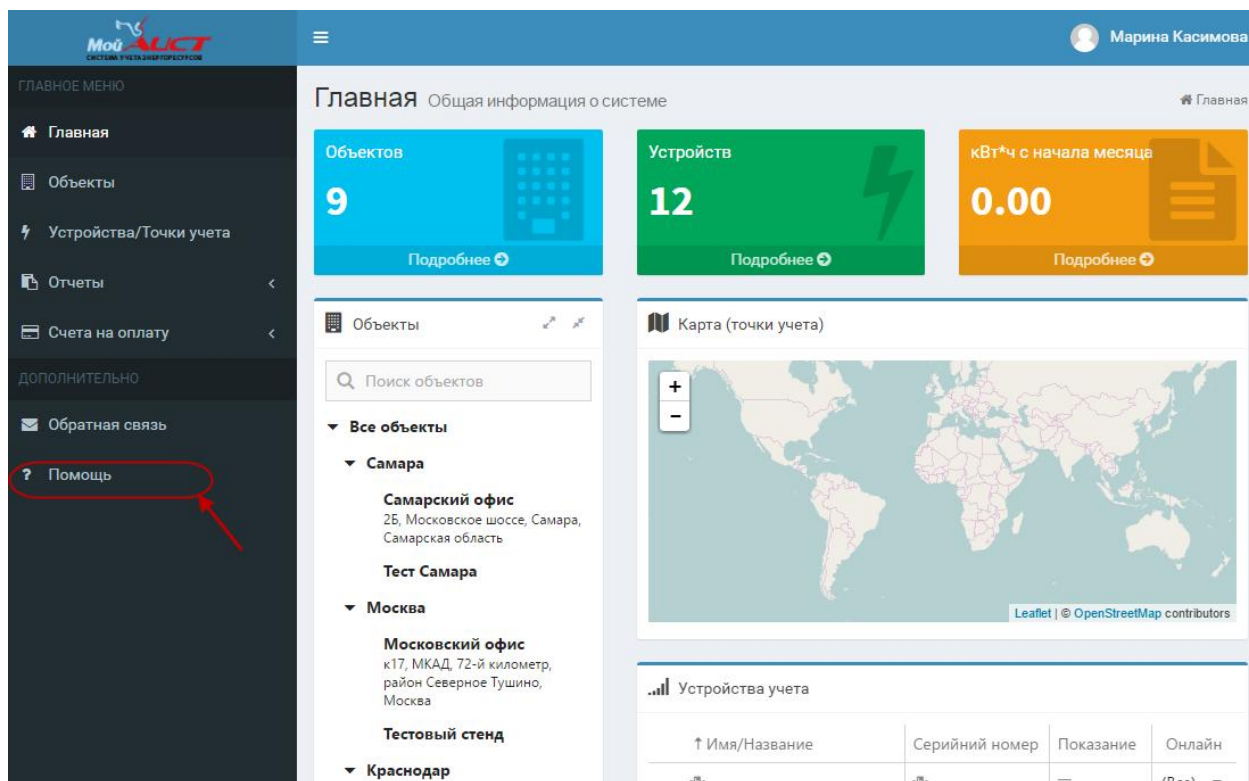 Мой АИСТ
СИСТЕМА УЧЕТА ЭНЕРГОРЕСУРСОВ
Марина Касимова
ГЛАВНОЕ МЕНЮ
Главная
Объекты
Устройства/Точки учета
Отчеты
Счета на оплату
ДОПОЛНИТЕЛЬНО
Обратная связь
? Помощь
Главная Общая информация о системе
Главная
Объектов
9
Подробнее
Устройств
12
Подробнее
кВт*ч с начала месяца
0.00
Подробнее
Объекты
Поиск объектов
Все объекты
Самара
Самарский офис
2Б, Московское шоссе, Самара,
Самарская область
Тест Самара
Москва
Московский офис
к17, МКАД, 72-й километр,
район Северное Тушино,
Москва
Тестовый стенд
Краснодар
Карта (точки учета)
+
−
Leaflet | © OpenStreetMap contributors
Устройства учета
↑ Имя/Название Серийный номер Показание Онлайн
(Все)